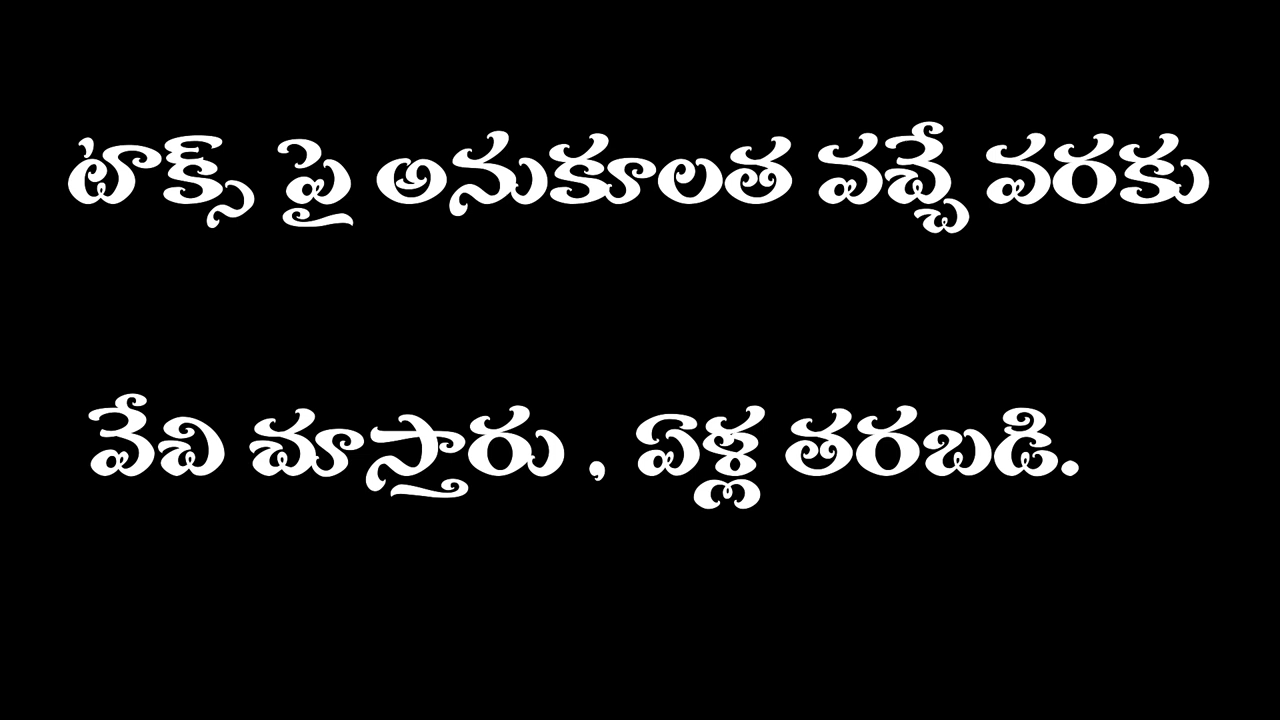 టాక్స్ పై అనుకూలత వచ్చే వరకు
వేచి చూస్తారు , ఏళ్ల తరబడి.